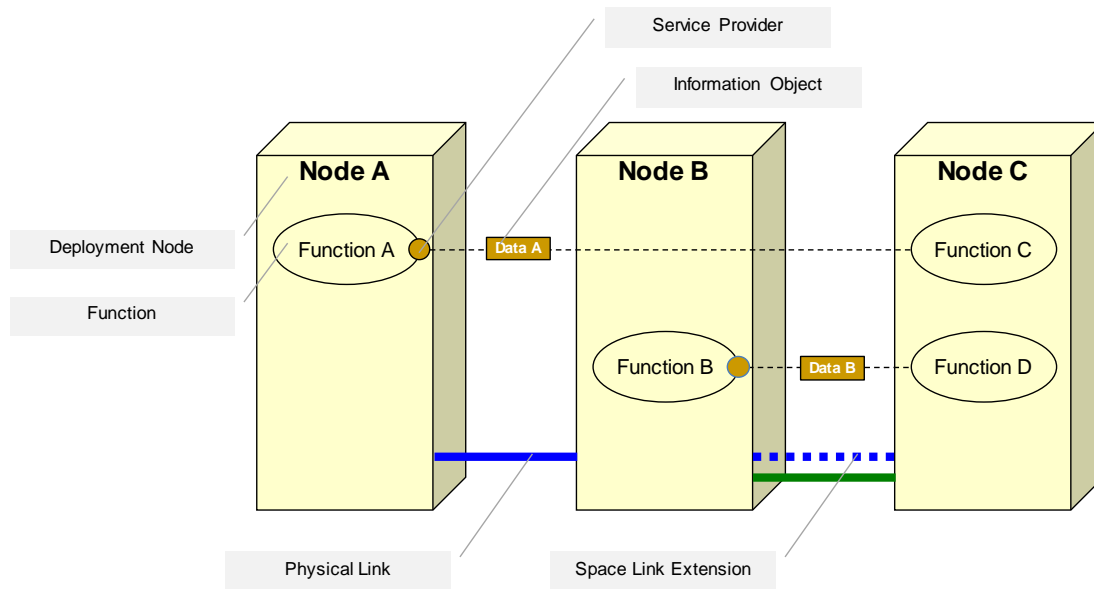 Service Provider
Information Object
Node A
Node B
Node C
Deployment Node
Function A
Data A
Function C
Function
Function B
Data B
Function D
Physical Link
Space Link Extension